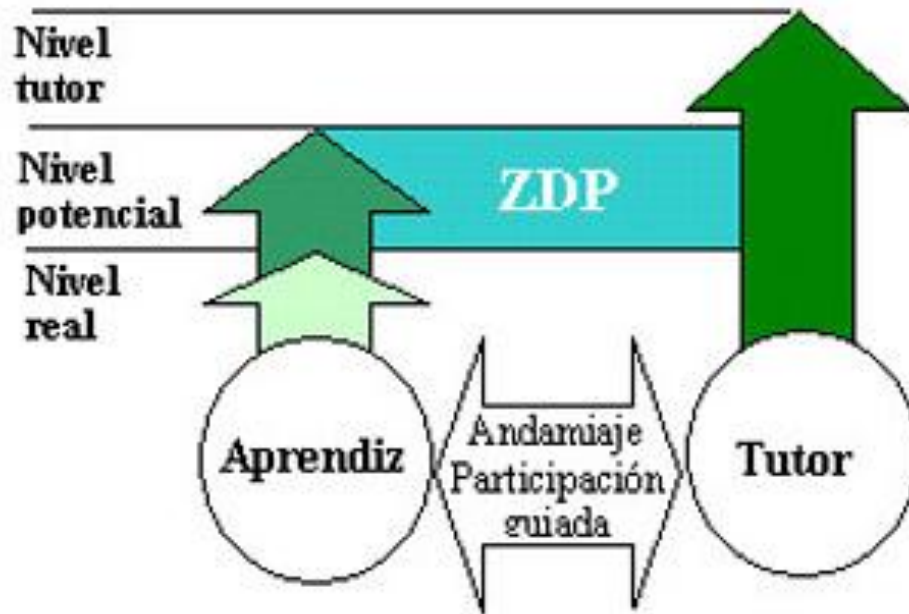 Nivel
tutor
Nivel
potencial
ZDP
Nivel
real
Aprendiz
Andamiaje
Participación
guiada
Tutor